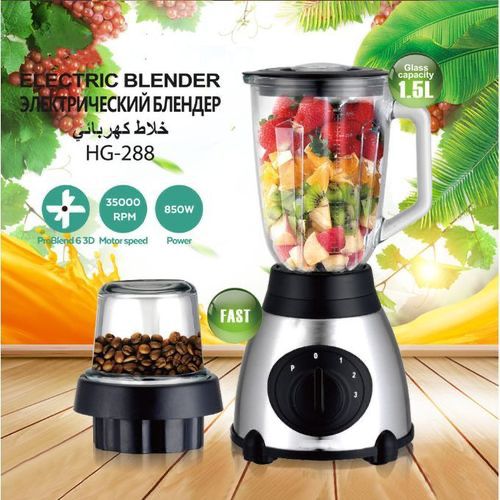 ELECTRIC BLENDER
ЭЛЕКТРИЧЕСКИЙ БЛЕНДЕР
خلاط كهربائي
HG-288
Glass
capacity
1.5L
35000
RPM
850W
ProBlend 6 3D
Motor speed
Power
FAST
P 0 1 2 3